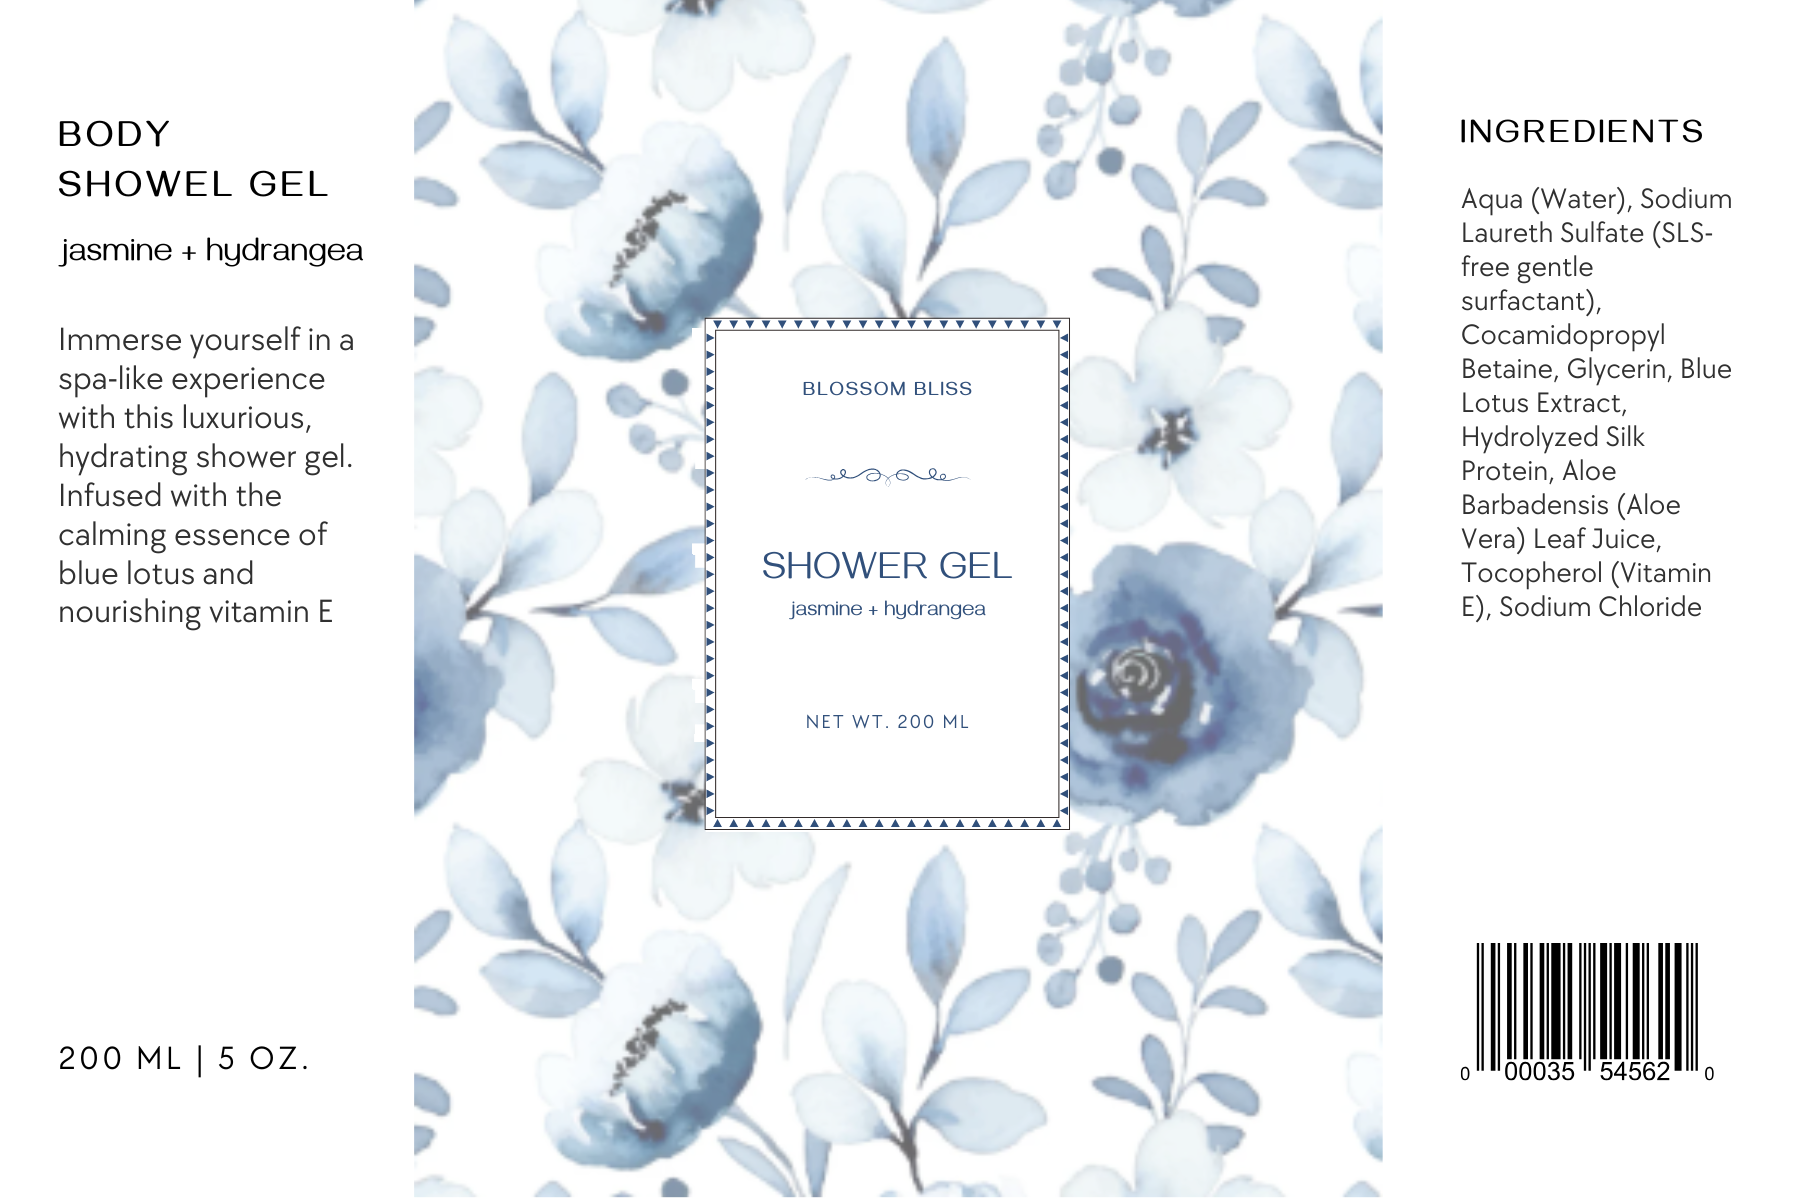 BODY
SHOWEL GEL
jasmine + hydrangea
Immerse yourself in a
spa-like experience
with this luxurious,
hydrating shower gel.
Infused with the
calming essence of
blue lotus and
nourishing vitamin E
200 ML | 5 OZ.
BLOSSOM BLISS
SHOWER GEL
jasmine + hydrangea
NET WT. 200 ML
INGREDIENTS
Aqua (Water), Sodium
Laureth Sulfate (SLS-
free gentle
surfactant),
Cocamidopropyl
Betaine, Glycerin, Blue
Lotus Extract,
Hydrolyzed Silk
Protein, Aloe
Barbadensis (Aloe
Vera) Leaf Juice,
Tocopherol (Vitamin
E), Sodium Chloride
0 00035 54562 0